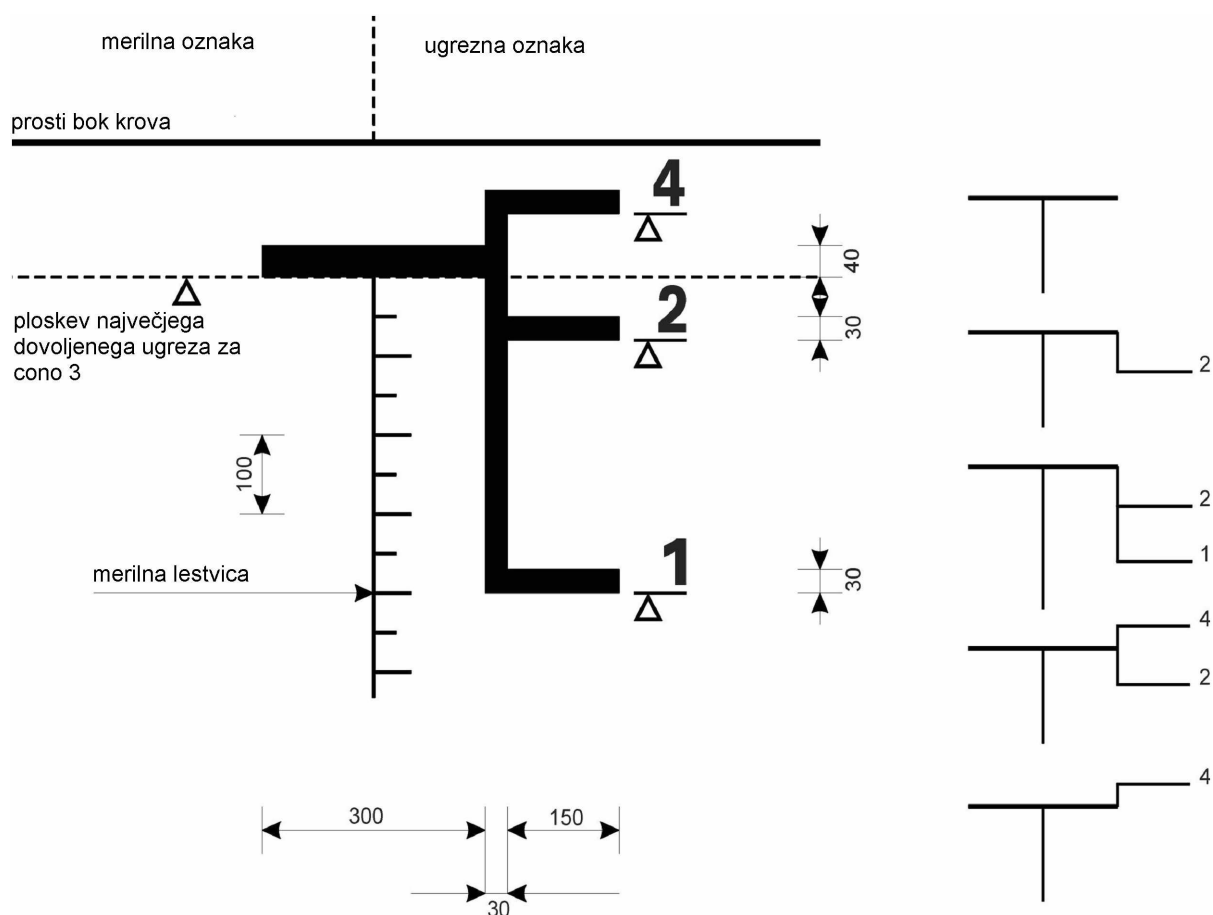 merilna oznaka
ugrezna oznaka
prosti bok krova
4
40
2
30
ploskev največjega
dovoljenega ugreza za
cono 3
100
1
30
merilna lestvica
300
150
30
2
2
1
4
2
4